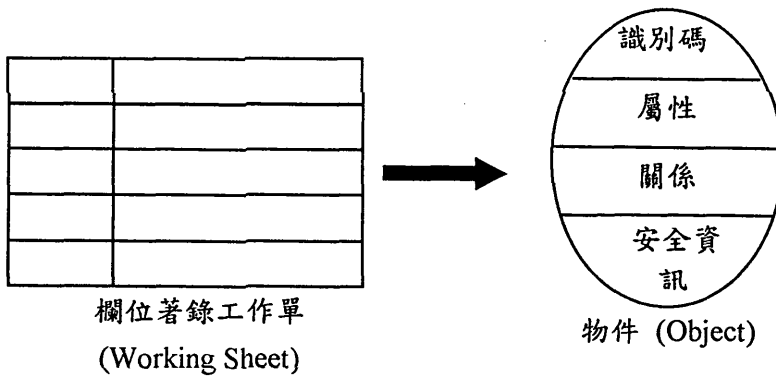 欄位著錄工作單
(Working Sheet)
識別碼
屬性
關係
安全資
訊
物件 (Object)